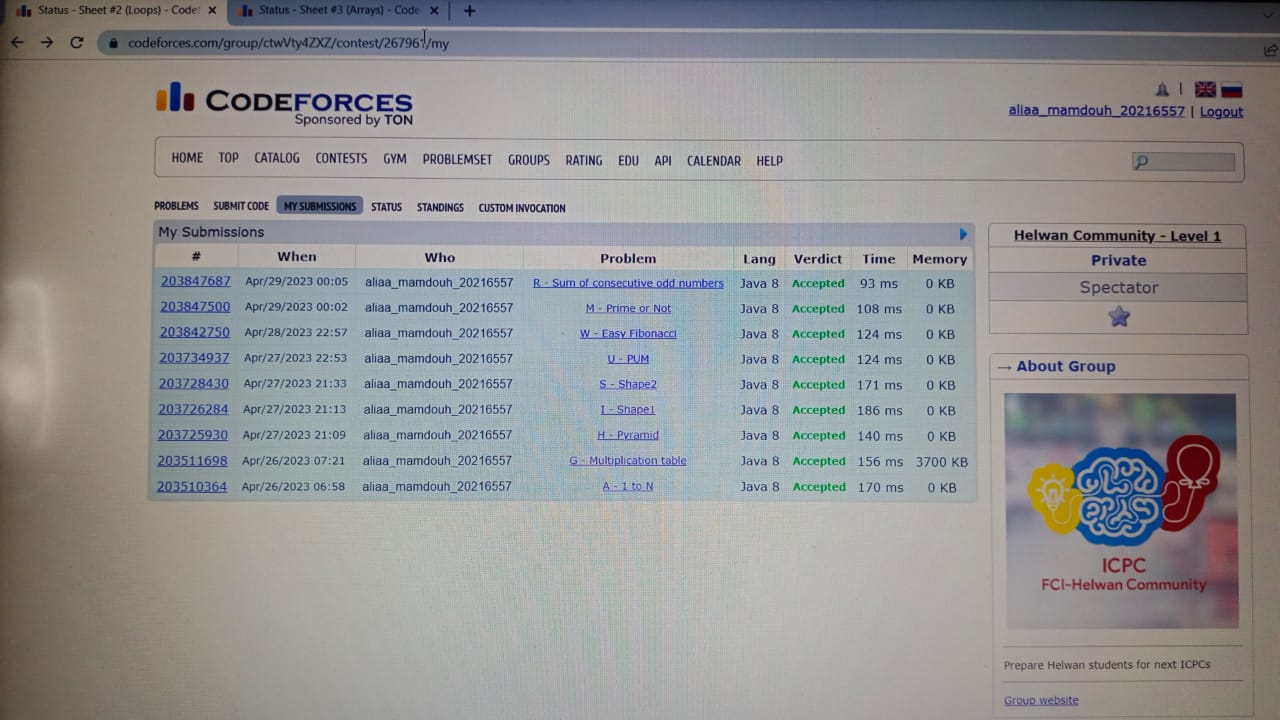 Status - Sheet #2 (Loops) - Code
Status - Sheet #3 (Arrays) - Code
codeforces.com/group/ctwVty4ZXZ/contest/267961/my
CODEFORCES
Sponsored by TON
aliaa_mamdouh_20216557 | Logout
HOME TOP CATALOG CONTESTS GYM PROBLEMSET GROUPS RATING EDU API CALENDAR HELP
PROBLEMS SUBMIT CODE MY SUBMISSIONS STATUS STANDINGS CUSTOM INVOCATION
My Submissions
# When Who Problem Lang Verdict Time Memory
203847687 Apr/29/2023 00:05 aliaa_mamdouh_20216557 R - Sum of consecutive odd numbers Java 8 Accepted 93 ms 0 KB
203847500 Apr/29/2023 00:02 aliaa_mamdouh_20216557 M - Prime or Not Java 8 Accepted 108 ms 0 KB
203842750 Apr/28/2023 22:57 aliaa_mamdouh_20216557 W - Easy Fibonacci Java 8 Accepted 124 ms 0 KB
203734937 Apr/27/2023 22:53 aliaa_mamdouh_20216557 U - PUM Java 8 Accepted 124 ms 0 KB
203728430 Apr/27/2023 21:33 aliaa_mamdouh_20216557 S - Shape2 Java 8 Accepted 171 ms 0 KB
203726284 Apr/27/2023 21:13 aliaa_mamdouh_20216557 I - Shape1 Java 8 Accepted 186 ms 0 KB
203725930 Apr/27/2023 21:09 aliaa_mamdouh_20216557 H - Pyramid Java 8 Accepted 140 ms 0 KB
203511698 Apr/26/2023 07:21 aliaa_mamdouh_20216557 G - Multiplication table Java 8 Accepted 156 ms 3700 KB
203510364 Apr/26/2023 06:58 aliaa_mamdouh_20216557 A - 1 to N Java 8 Accepted 170 ms 0 KB
Helwan Community - Level 1
Private
Spectator
→ About Group
ICPC
FCI-Helwan Community
Prepare Helwan students for next ICPCs
Group website